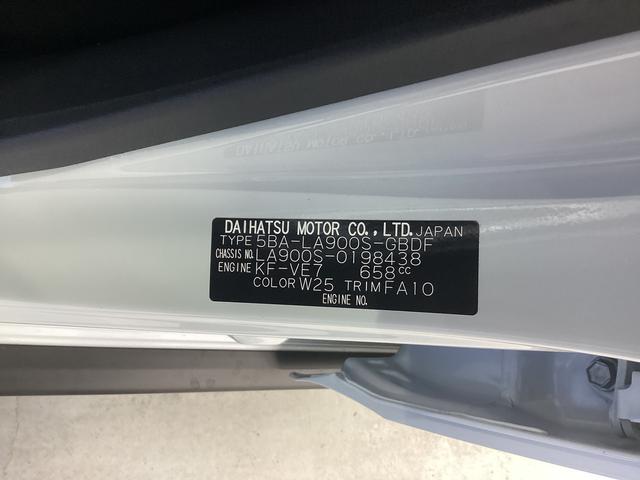 DAIHATSU MOTOR CO.,LTD. JAPAN
TYPE 5BA-LA900S-GBDF
CHASSIS NO. LA900S-0198438
ENGINE KF-VE7 658cc
COLOR W25 TRIM FA10
ENGINE NO.